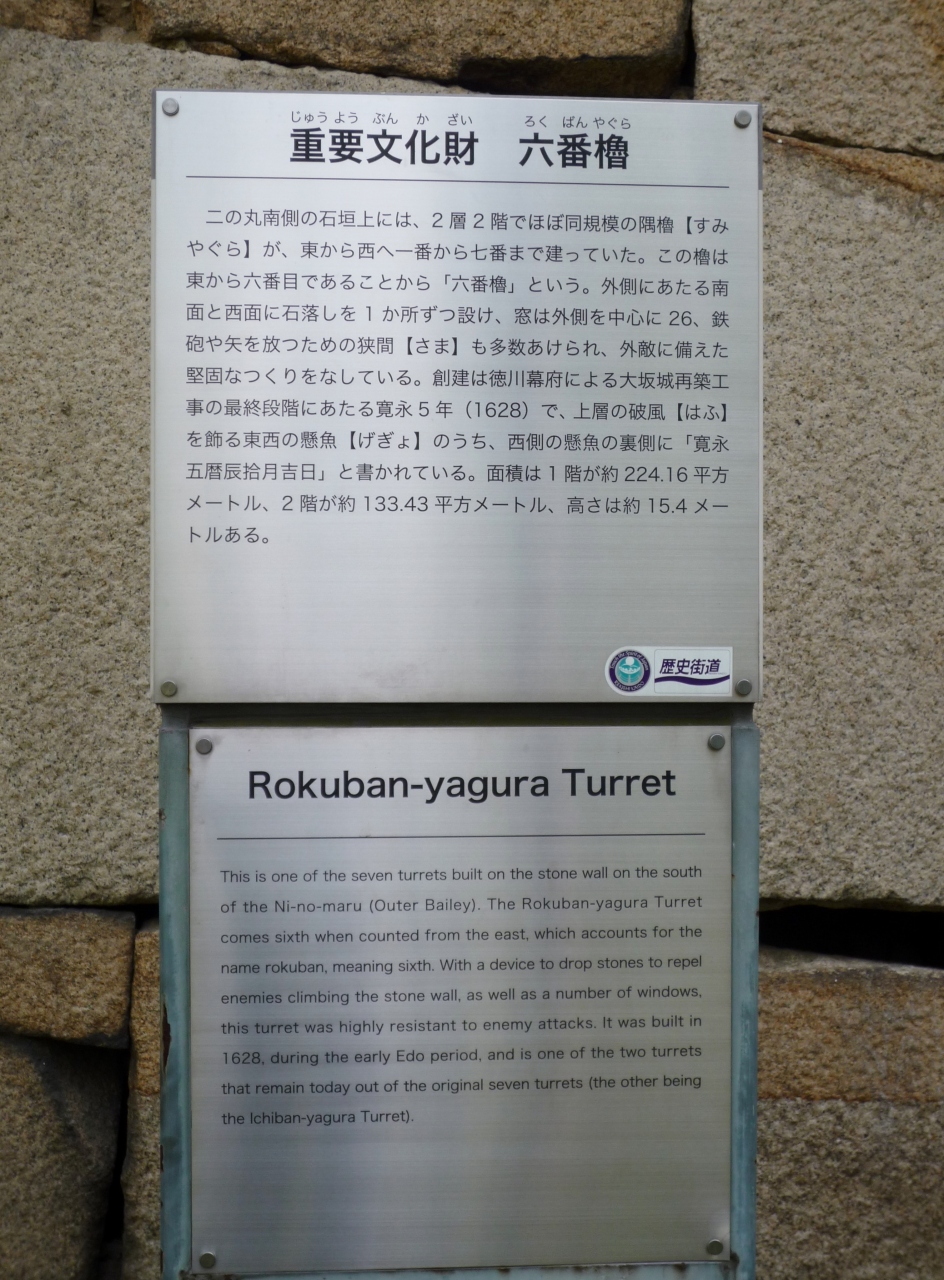 じゅう よう ぶん か ざい ろく ばん やぐら
重要文化財 六番櫓
二の丸南側の石垣上には、2層2階でほぼ同規模の隅櫓【すみ
やぐら】が、東から西へ一番から七番まで建っていた。この櫓は
東から六番目であることから「六番櫓」という。外側にあたる南
面と西面に石落しを1か所ずつ設け、窓は外側を中心に26、鉄
砲や矢を放つための狭間【さま】も多数あけられ、外敵に備えた
堅固なつくりをなしている。創建は徳川幕府による大坂城再築工
事の最終段階にあたる寛永5年（1628）で、上層の破風【はふ】
を飾る東西の懸魚【げぎょ】のうち、西側の懸魚の裏側に「寛永
五暦辰拾月吉日」と書かれている。面積は1階が約224.16平方
メートル、2階が約133.43平方メートル、高さは約15.4メー
トルある。
歴史街道
Rokuban-yagura Turret
This is one of the seven turrets built on the stone wall on the south
of the Ni-no-maru (Outer Bailey). The Rokuban-yagura Turret
comes sixth when counted from the east, which accounts for the
name rokuban, meaning sixth. With a device to drop stones to repel
enemies climbing the stone wall, as well as a number of windows,
this turret was highly resistant to enemy attacks. It was built in
1628, during the early Edo period, and is one of the two turrets
that remain today out of the original seven turrets (the other being
the Ichiban-yagura Turret).